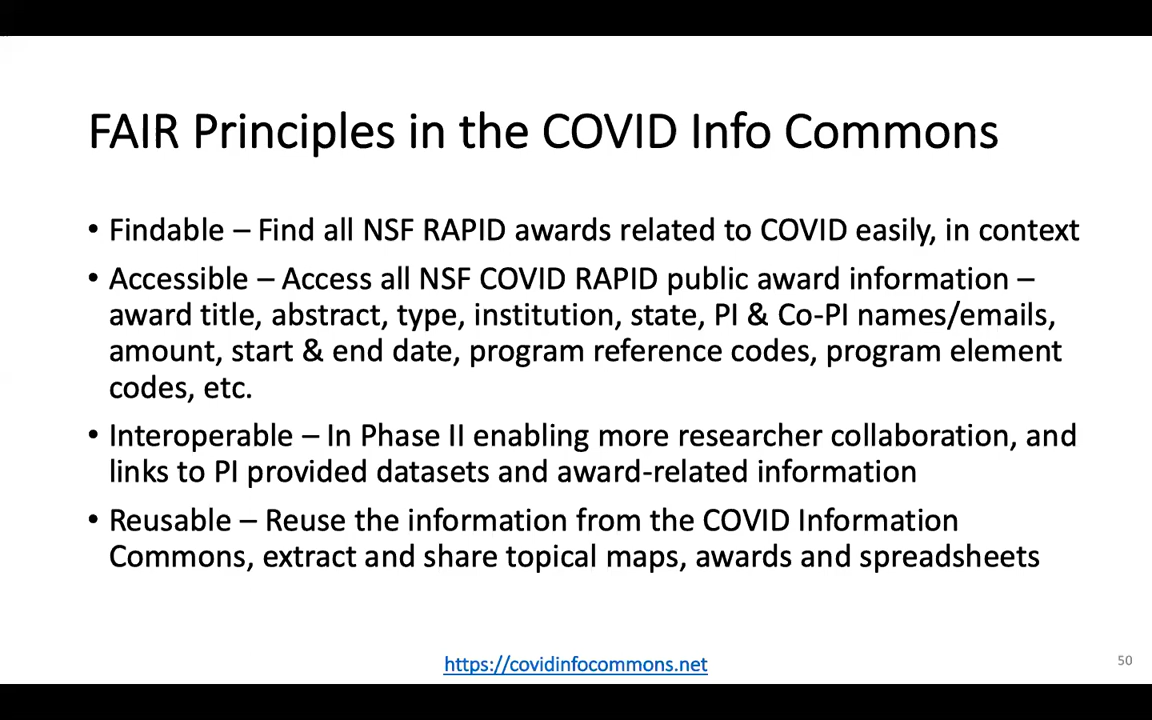 FAIR Principles in the COVID Info Commons
• Findable – Find all NSF RAPID awards related to COVID easily, in context
• Accessible – Access all NSF COVID RAPID public award information –
award title, abstract, type, institution, state, PI & Co-PI names/emails,
amount, start & end date, program reference codes, program element
codes, etc.
• Interoperable – In Phase II enabling more researcher collaboration, and
links to PI provided datasets and award-related information
• Reusable – Reuse the information from the COVID Information
Commons, extract and share topical maps, awards and spreadsheets
https://covidinfocommons.net
50